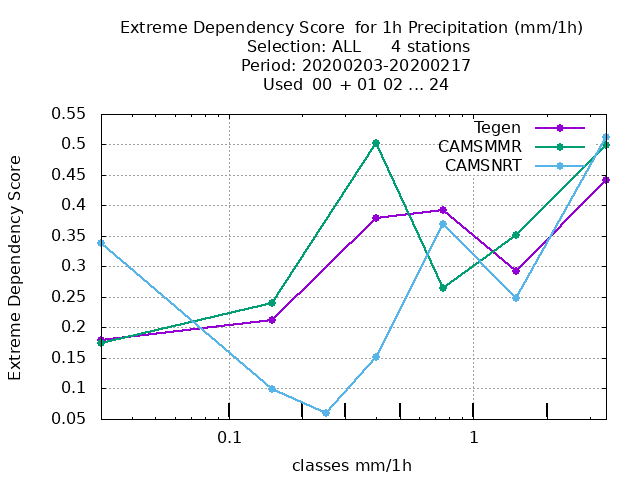 Extreme Dependency Score  for 1h Precipitation (mm/1h)
Selection: ALL      4 stations
Period: 20200203-20200217
Used  00  + 01 02 ... 24
Extreme Dependency Score
0.55
0.5
0.45
0.4
0.35
0.3
0.25
0.2
0.15
0.1
0.05
Tegen
CAMSMMR
CAMSNRT
0.1
1
classes mm/1h